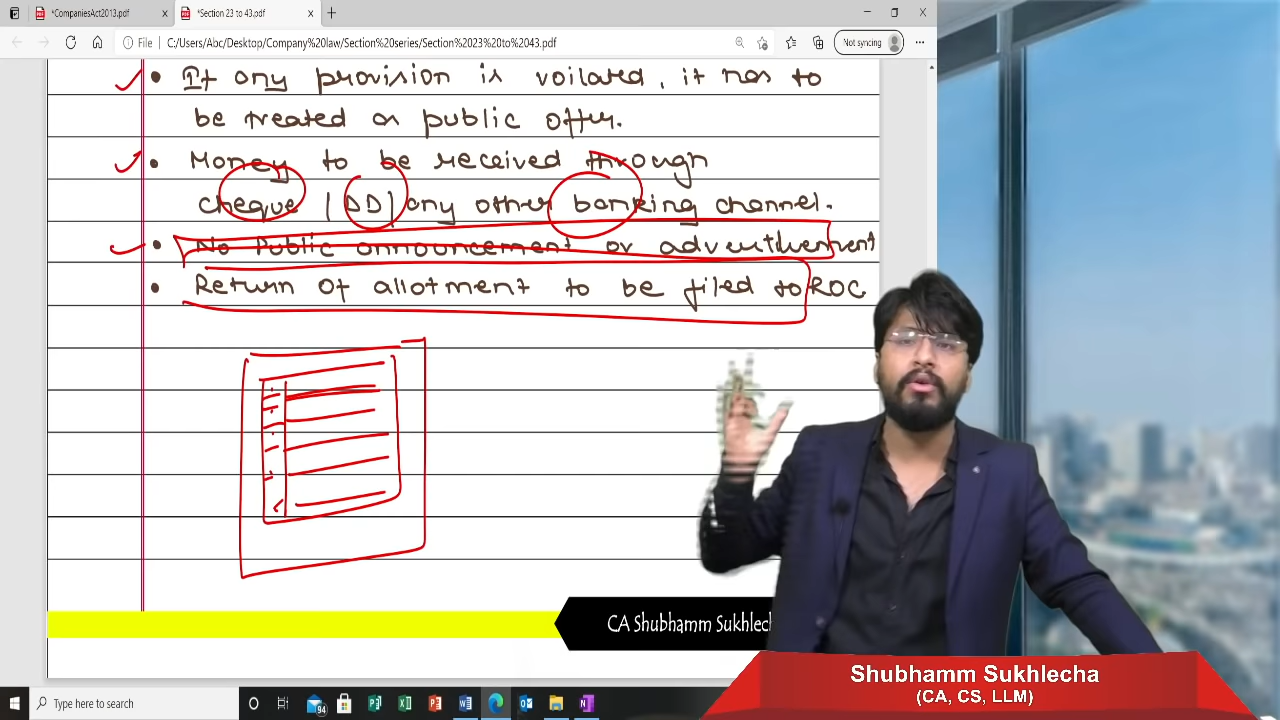 *CompaniesAct2013.pdf
*Section 23 to 43.pdf
File
C:/Users/Abc/Desktop/Company%20law/Section%20series/Section%2023%20to%2043.pdf
Not syncing
• If any provision is voilated, it has to
be treated as public offer.
• Money to be received through
cheque | DD | any other banking channel.
• No Public announcement or
• Return of allotment to be filed to ROC.
CA Shubhamm Sukhlech
Shubhamm Sukhlecha
(CA, CS, LLM)
Type here to search
94